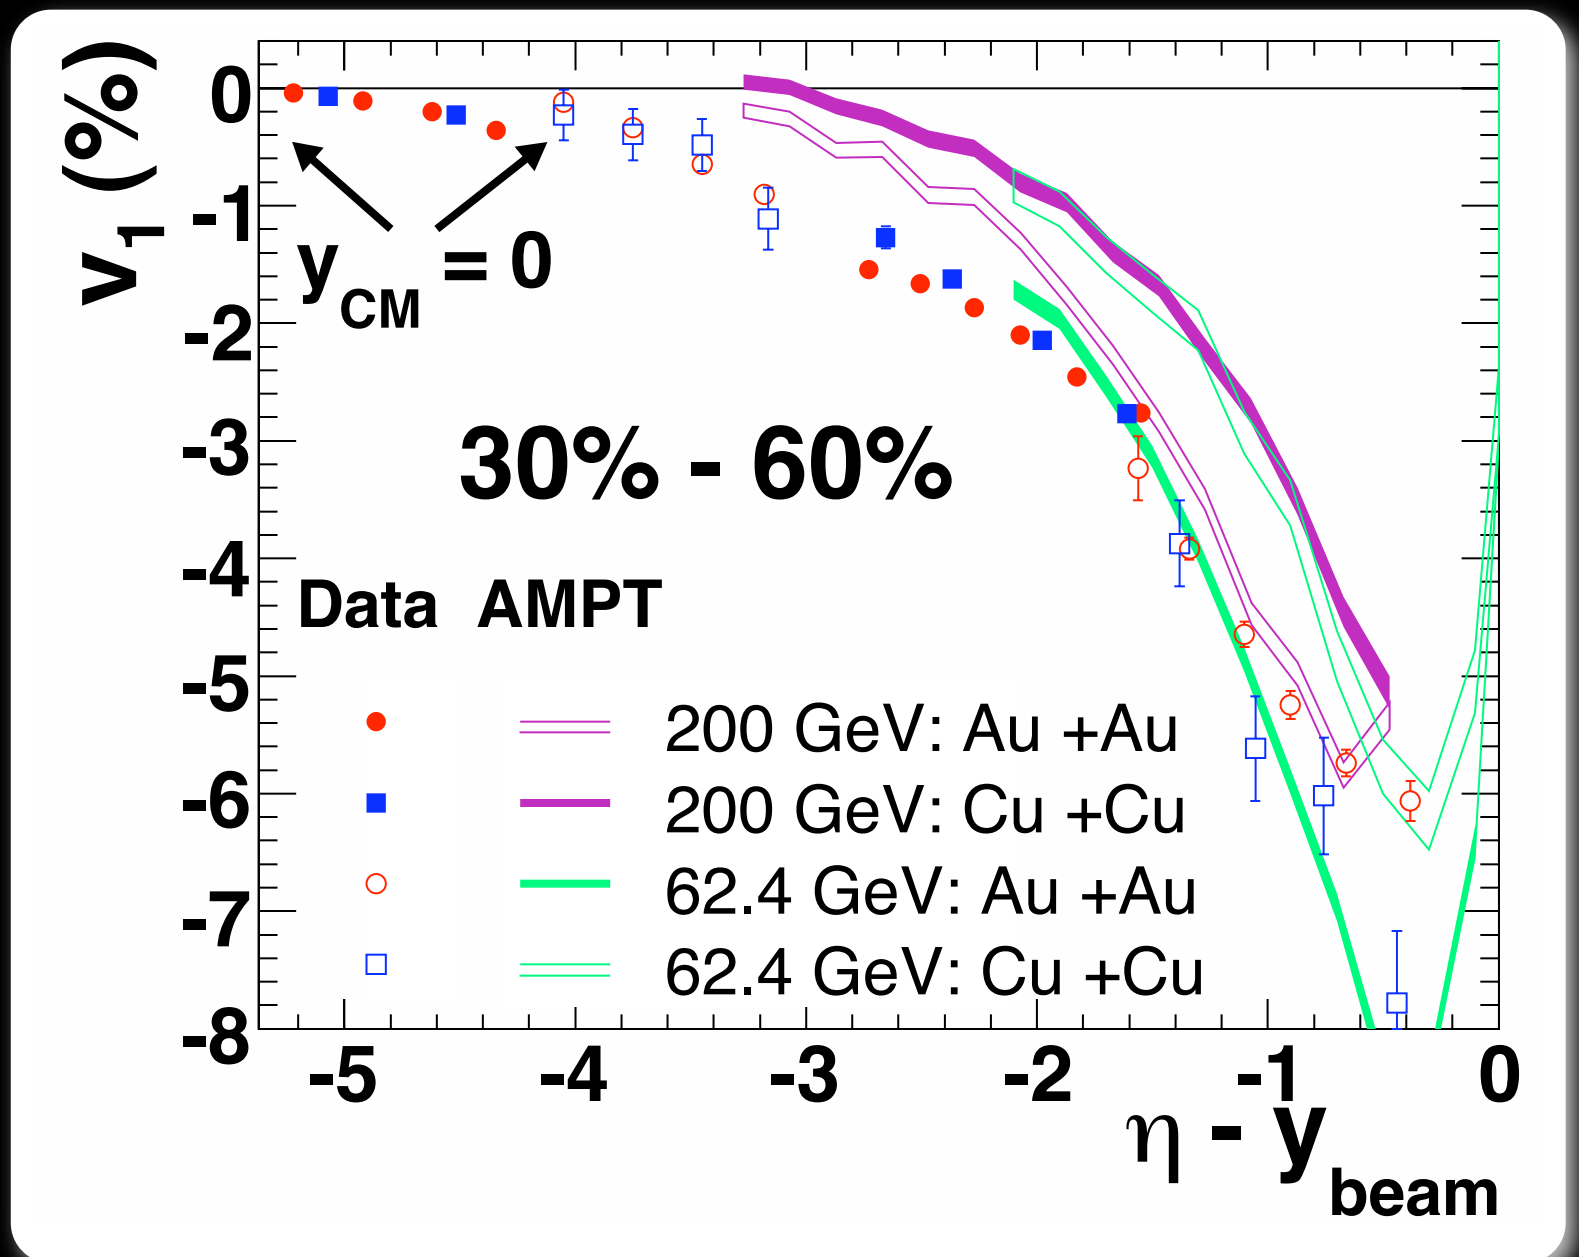 v1 (%)
0
-1
-2
-3
-4
-5
-6
-7
-8
yCM = 0
30% - 60%
Data AMPT
200 GeV: Au +Au
200 GeV: Cu +Cu
62.4 GeV: Au +Au
62.4 GeV: Cu +Cu
-5 -4 -3 -2 -1 0
η - ybeam